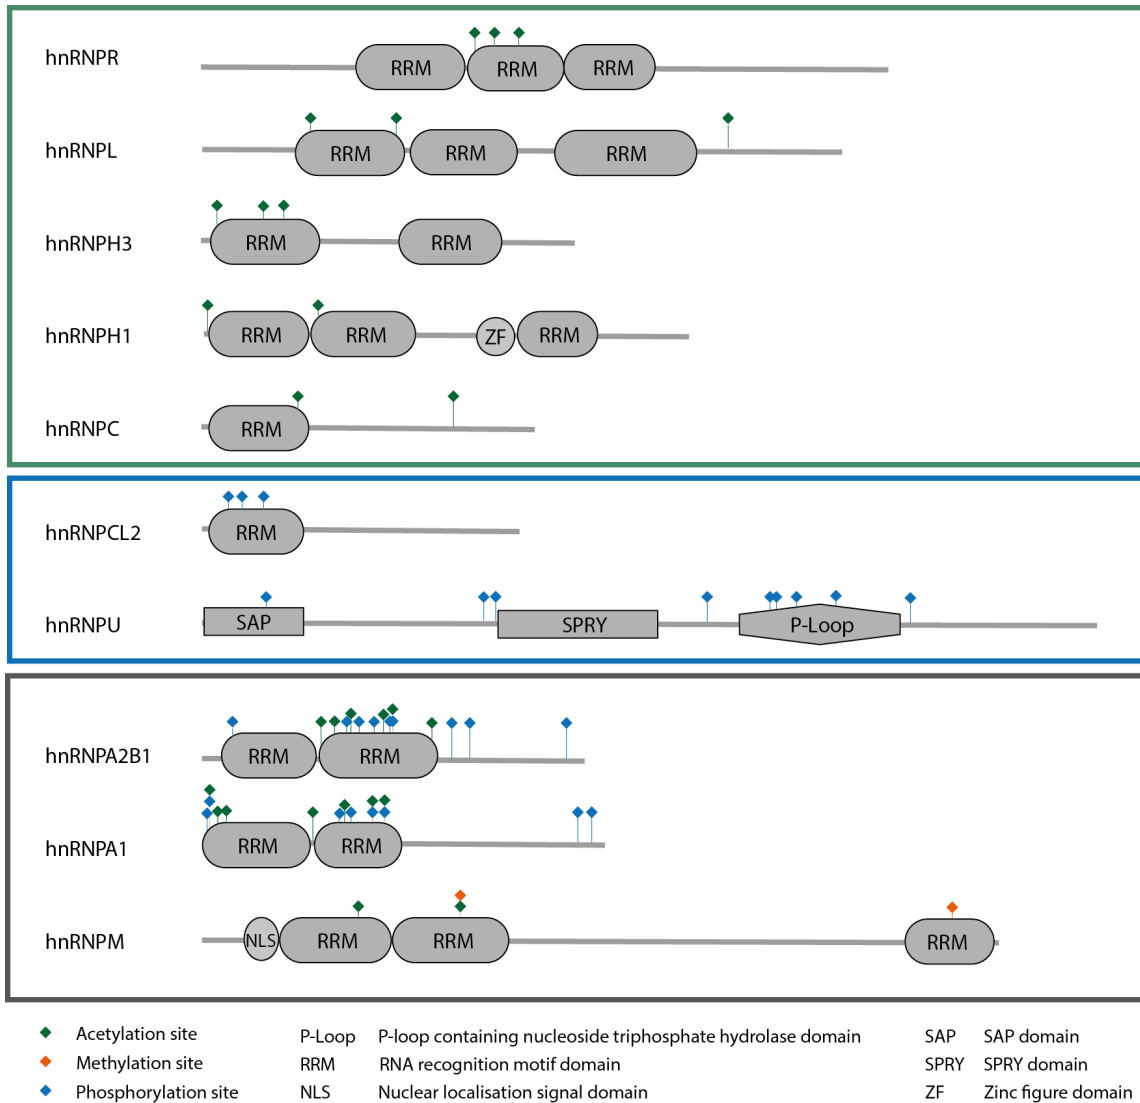 hnRNPR
RRM RRM RRM
hnRNPL
RRM RRM RRM
hnRNPH3
RRM RRM
hnRNPH1
RRM RRM ZF RRM
hnRNPC
RRM
hnRNPCL2
RRM
hnRNPU
SAP SPRY P-Loop
hnRNPA2B1
RRM RRM
hnRNPA1
RRM RRM
hnRNPM
NLS RRM RRM RRM
Acetylation site P-Loop P-loop containing nucleoside triphosphate hydrolase domain SAP SAP domain
Methylation site RRM RNA recognition motif domain SPRY SPRY domain
Phosphorylation site NLS Nuclear localisation signal domain ZF Zinc figure domain